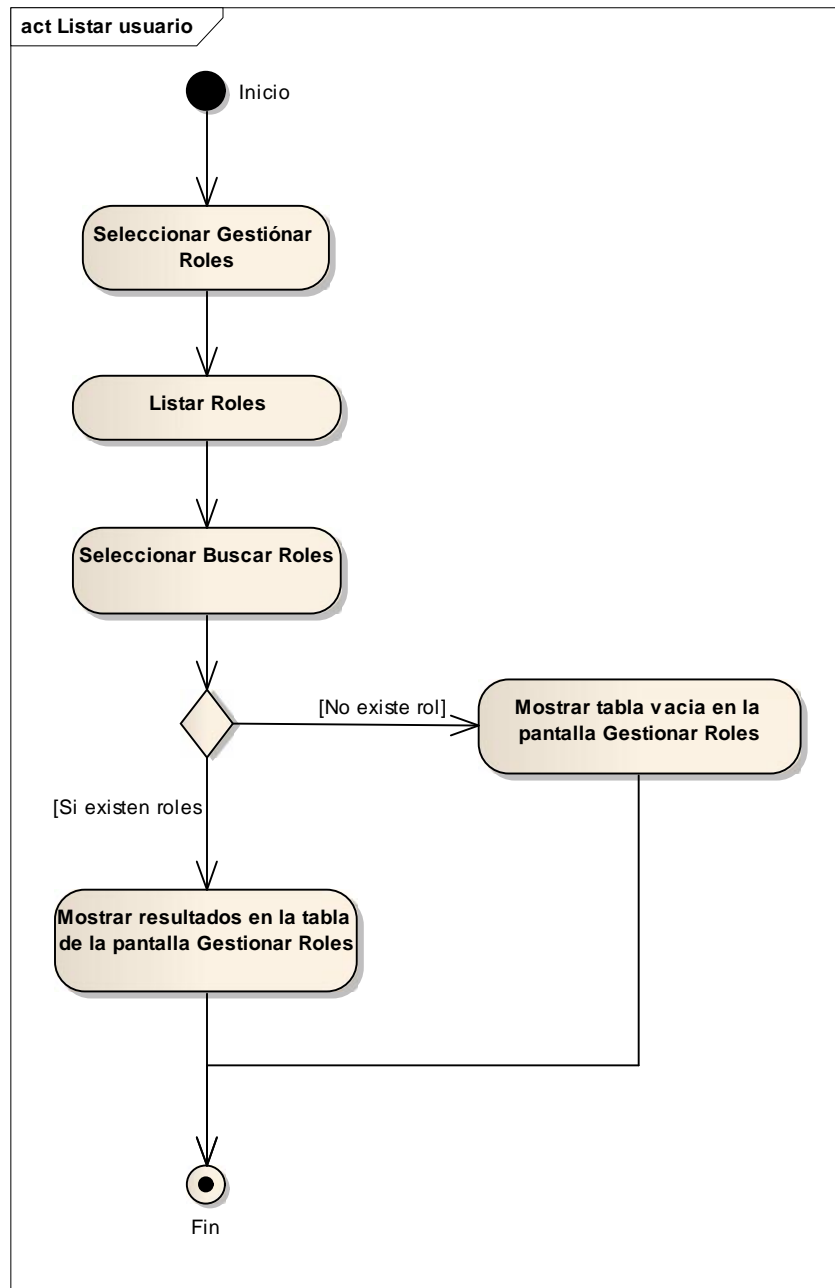 act Listar usuario
Inicio
Seleccionar Gestiónar
Roles
Listar Roles
Seleccionar Buscar Roles
[No existe rol]
Mostrar tabla vacia en la
pantalla Gestionar Roles
[Si existen roles
Mostrar resultados en la tabla
de la pantalla Gestionar Roles
Fin